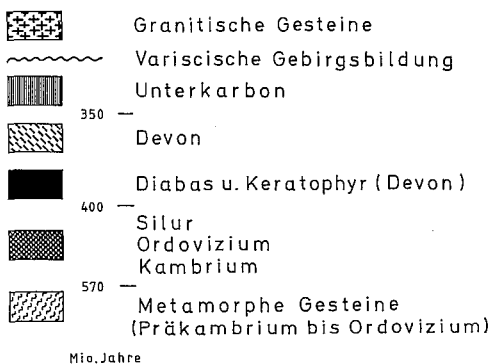 Granitische Gesteine
Variscische Gebirgsbildung
Unterkarbon
350
Devon
Diabas u. Keratophyr (Devon)
400
Silur
Ordovizium
Kambrium
570
Metamorphe Gesteine
(Präkambrium bis Ordovizium)
Mio. Jahre